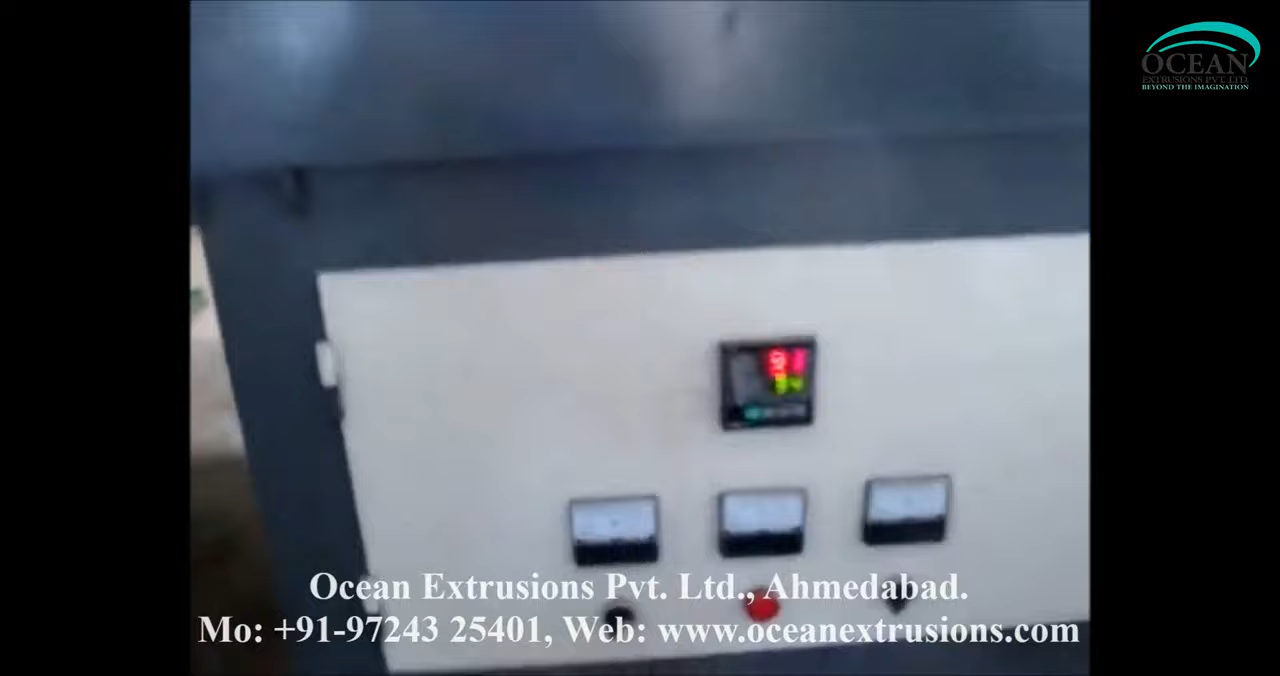 OCEAN
EXTRUSIONS PVT. LTD.
BEYOND THE IMAGINATION
Ocean Extrusions Pvt. Ltd., Ahmedabad.
Mo: +91-97243 25401, Web: www.oceanextrusions.com